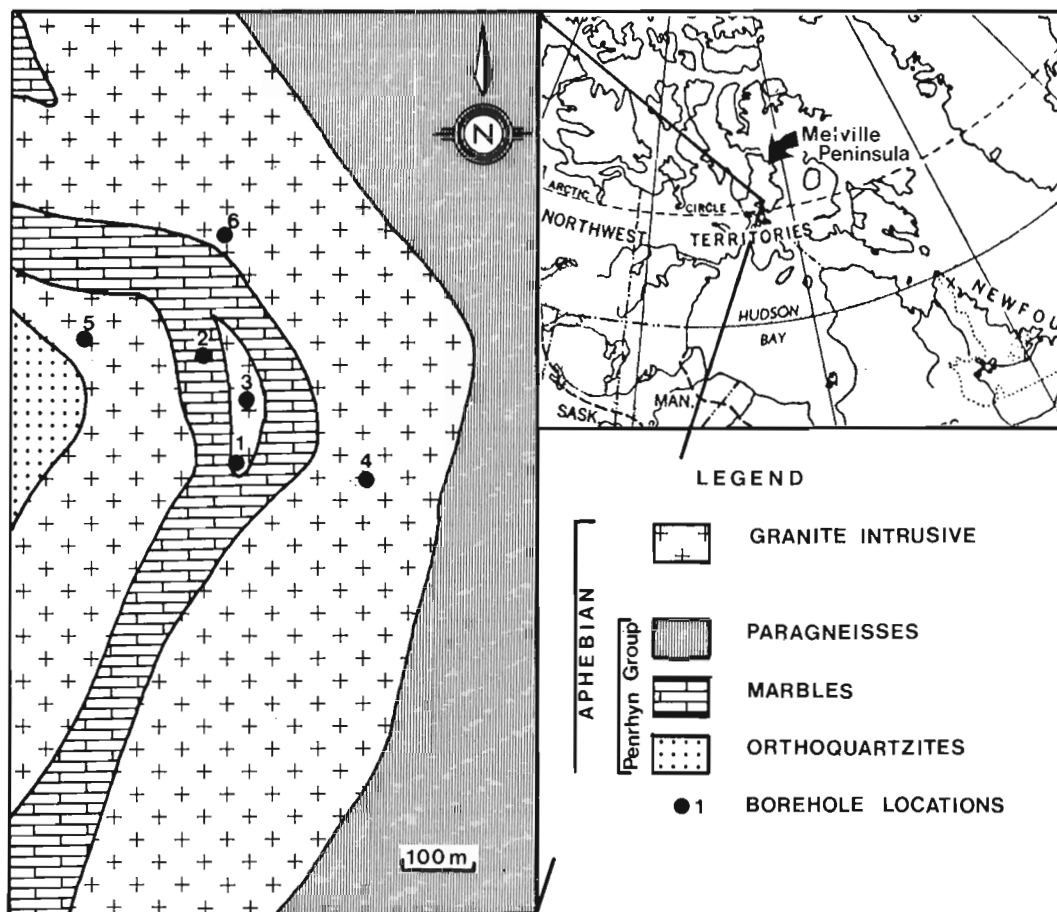 N
6
5
2
3
1
4
100 m
Melville
Peninsula
ARCTIC CIRCLE
NORTHWEST TERRITORIES
HUDSON
BAY
NEWFOU
MAN.
SASK.
LEGEND
APHEBIAN
GRANITE INTRUSIVE
Penrhyn Group
PARAGNEISSES
MARBLES
ORTHOQUARTZITES
1 BOREHOLE LOCATIONS